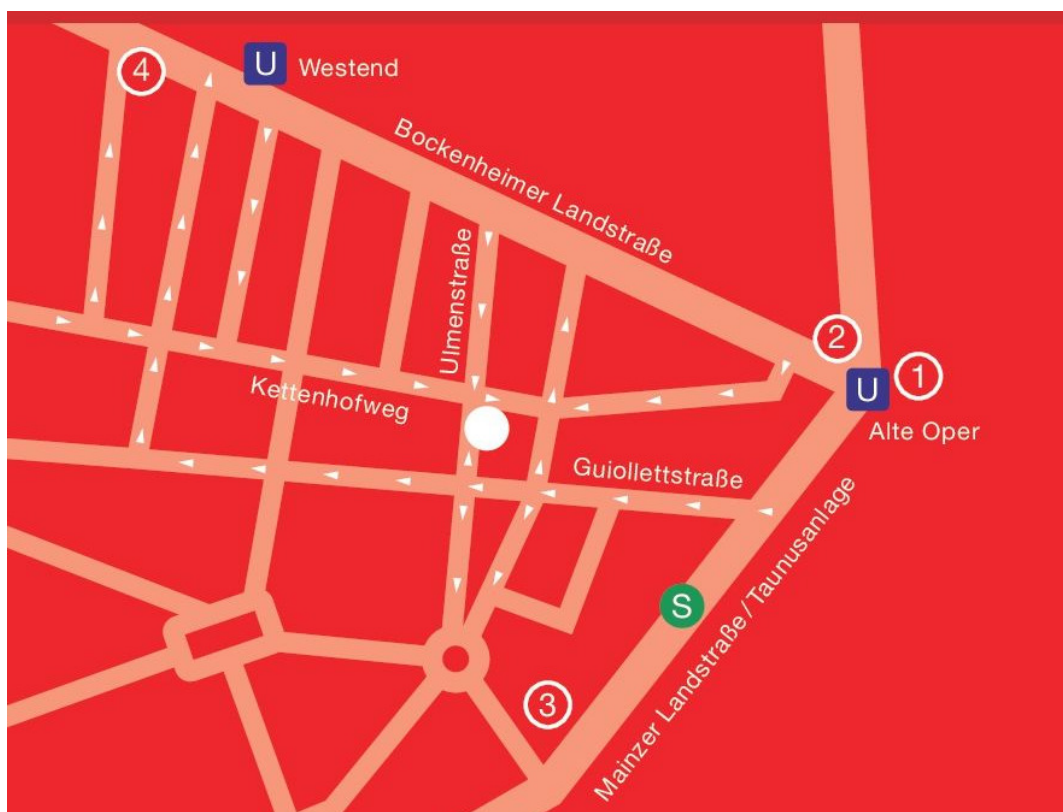 4
U Westend
Bockenheimer Landstraße
Ulmenstraße
2
1
U
Alte Oper
Kettenhofweg
Guiollettstraße
S
Mainzer Landstraße / Taunusanlage
3